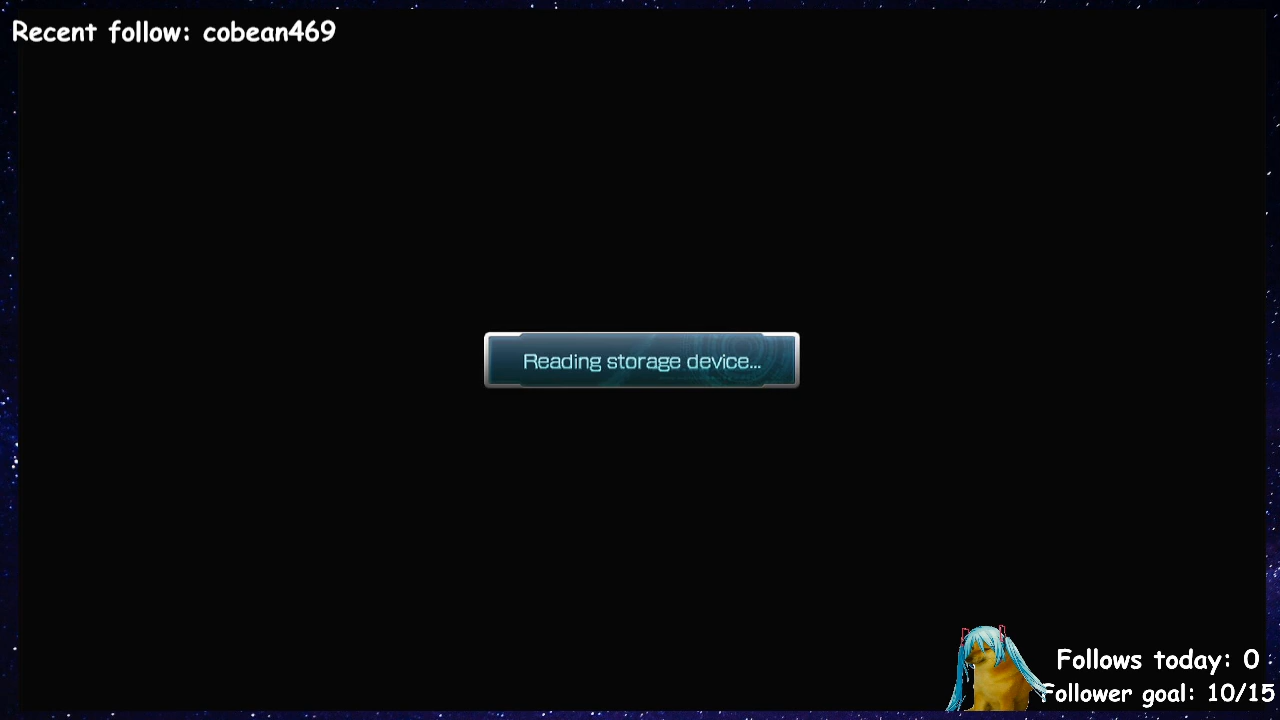 Recent follow: cobean469
Reading storage device...
Follows today: 0
Follower goal: 10/15